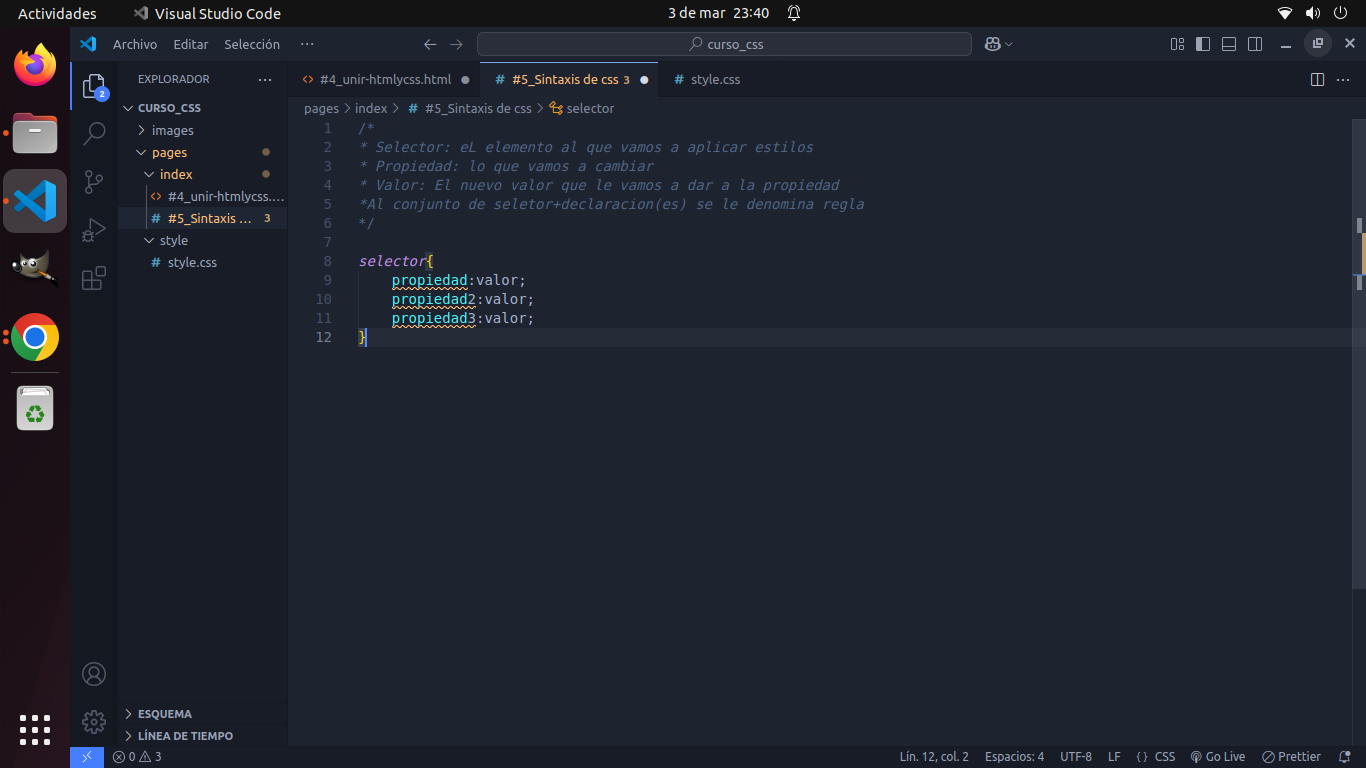 Actividades
Visual Studio Code
3 de mar 23:40
Archivo Editar Selección ···
curso_css
EXPLORADOR ···
#4_unir-htmlycss.html
#5_Sintaxis de css 3
style.css
pages > index > # #5_Sintaxis de css > selector
CURSO_CSS
images
pages
index
#4_unir-htmlycss....
# #5_Sintaxis ... 3
style
# style.css
2
1 /*
2 * Selector: eL elemento al que vamos a aplicar estilos
3 * Propiedad: lo que vamos a cambiar
4 * Valor: El nuevo valor que le vamos a dar a la propiedad
5 *Al conjunto de seletor+declaracion(es) se le denomina regla
6 */
7
8 selector{
9 propiedad:valor;
10 propiedad2:valor;
11 propiedad3:valor;
12 }
ESQUEMA
LÍNEA DE TIEMPO
0 3
Lín. 12, col. 2 Espacios: 4 UTF-8 LF {} CSS Go Live Prettier